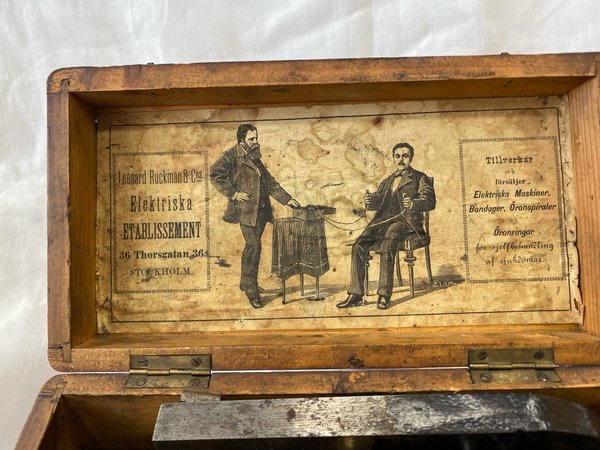 Leonard Ruckman & Co:s
Elektriska
ETABLISSEMENT
36 Thorsgatan 36
STOCKHOLM.
Tillverkar
och
försäljer
Elektriska Maskiner,
Bandager, Öronspiraler
och
Öronringar
för sjelfbehandling
af sjukdomar.